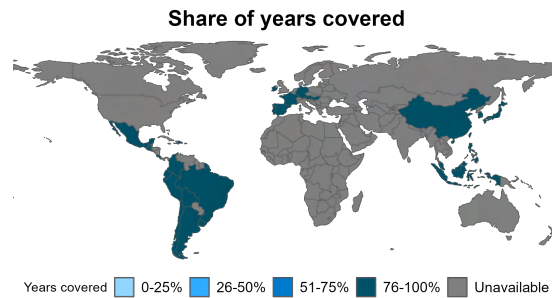 Share of years covered
Years covered 0-25% 26-50% 51-75% 76-100% Unavailable